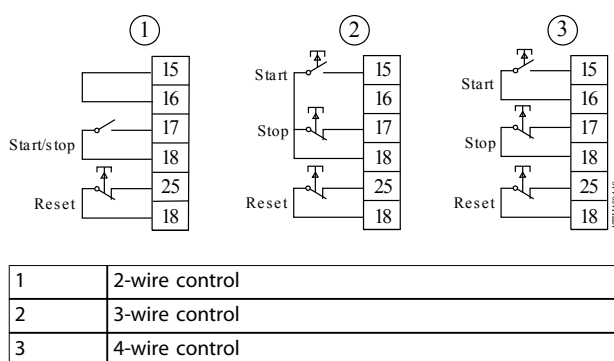 1 2 3
15 15 15
Start
16 16 Start 16
Start/stop 17 Stop 17 Stop 17
18 18 18
25 25 25
Reset 18 Reset 18 Reset 18
1 2-wire control
2 3-wire control
3 4-wire control